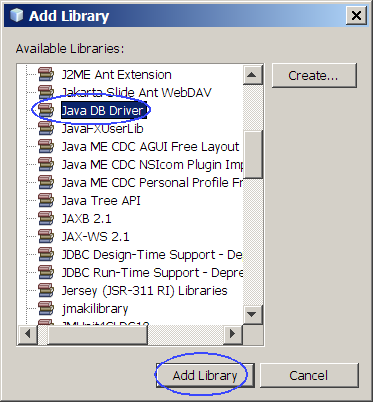 Add Library
Available Libraries:
J2ME Ant Extension
Jakarta Slide Ant WebDAV
Java DB Driver
JavaFXUserLib
Java ME CDC AGUI Free Layout
Java ME CDC NSIcom Plugin Imp
Java ME CDC Personal Profile Fr
Java Tree API
JAXB 2.1
JAX-WS 2.1
JDBC Design-Time Support - Dep
JDBC Run-Time Support - Depre
Jersey (JSR-311 RI) Libraries
jmakilibrary
Create...
Add Library
Cancel